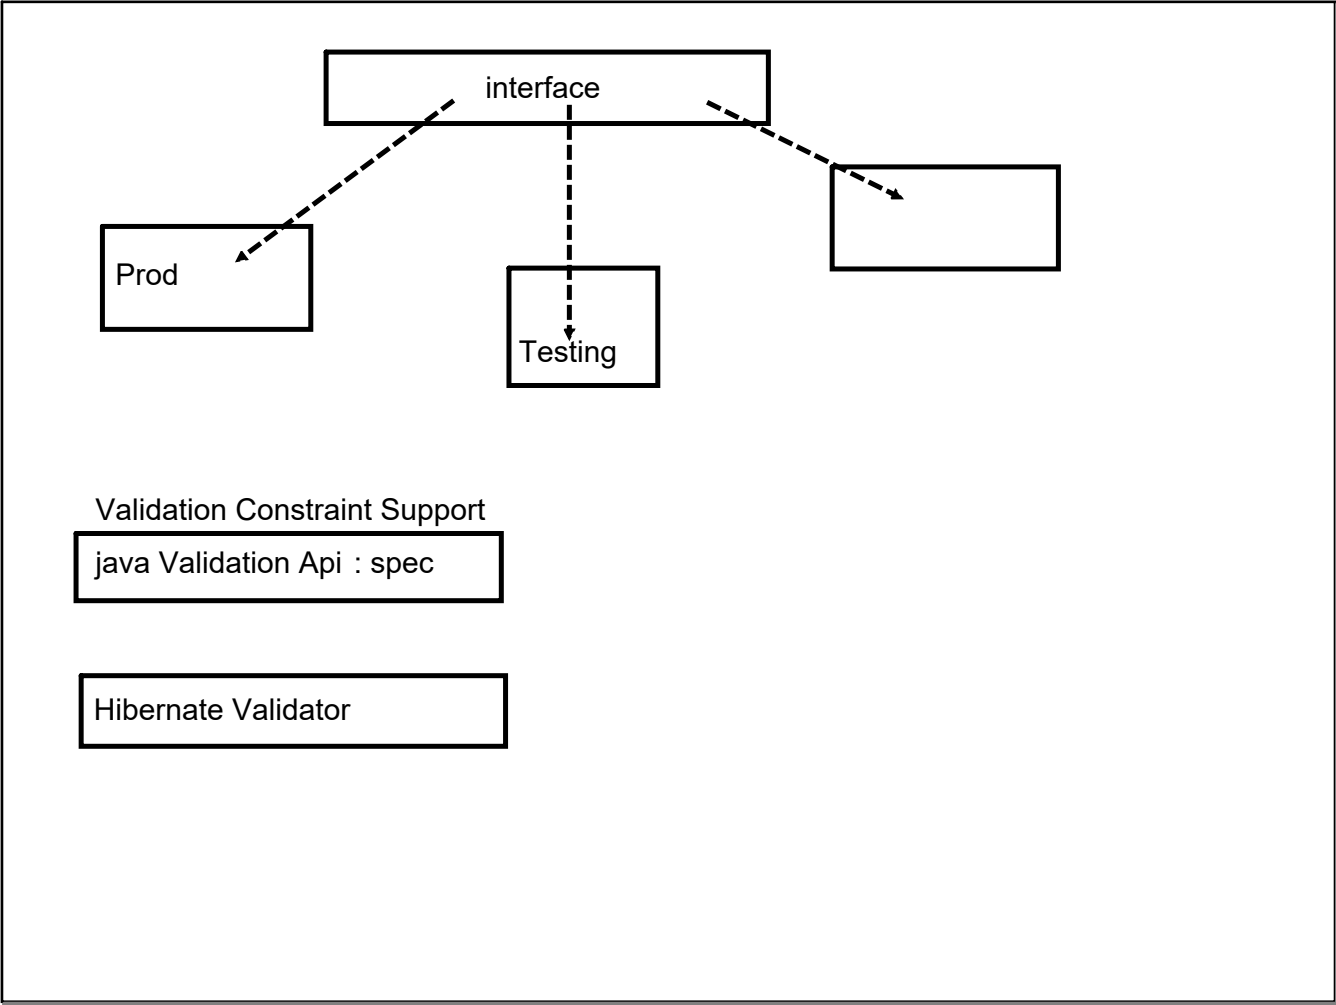 interface
Prod
Testing
Validation Constraint Support
java Validation Api : spec
Hibernate Validator